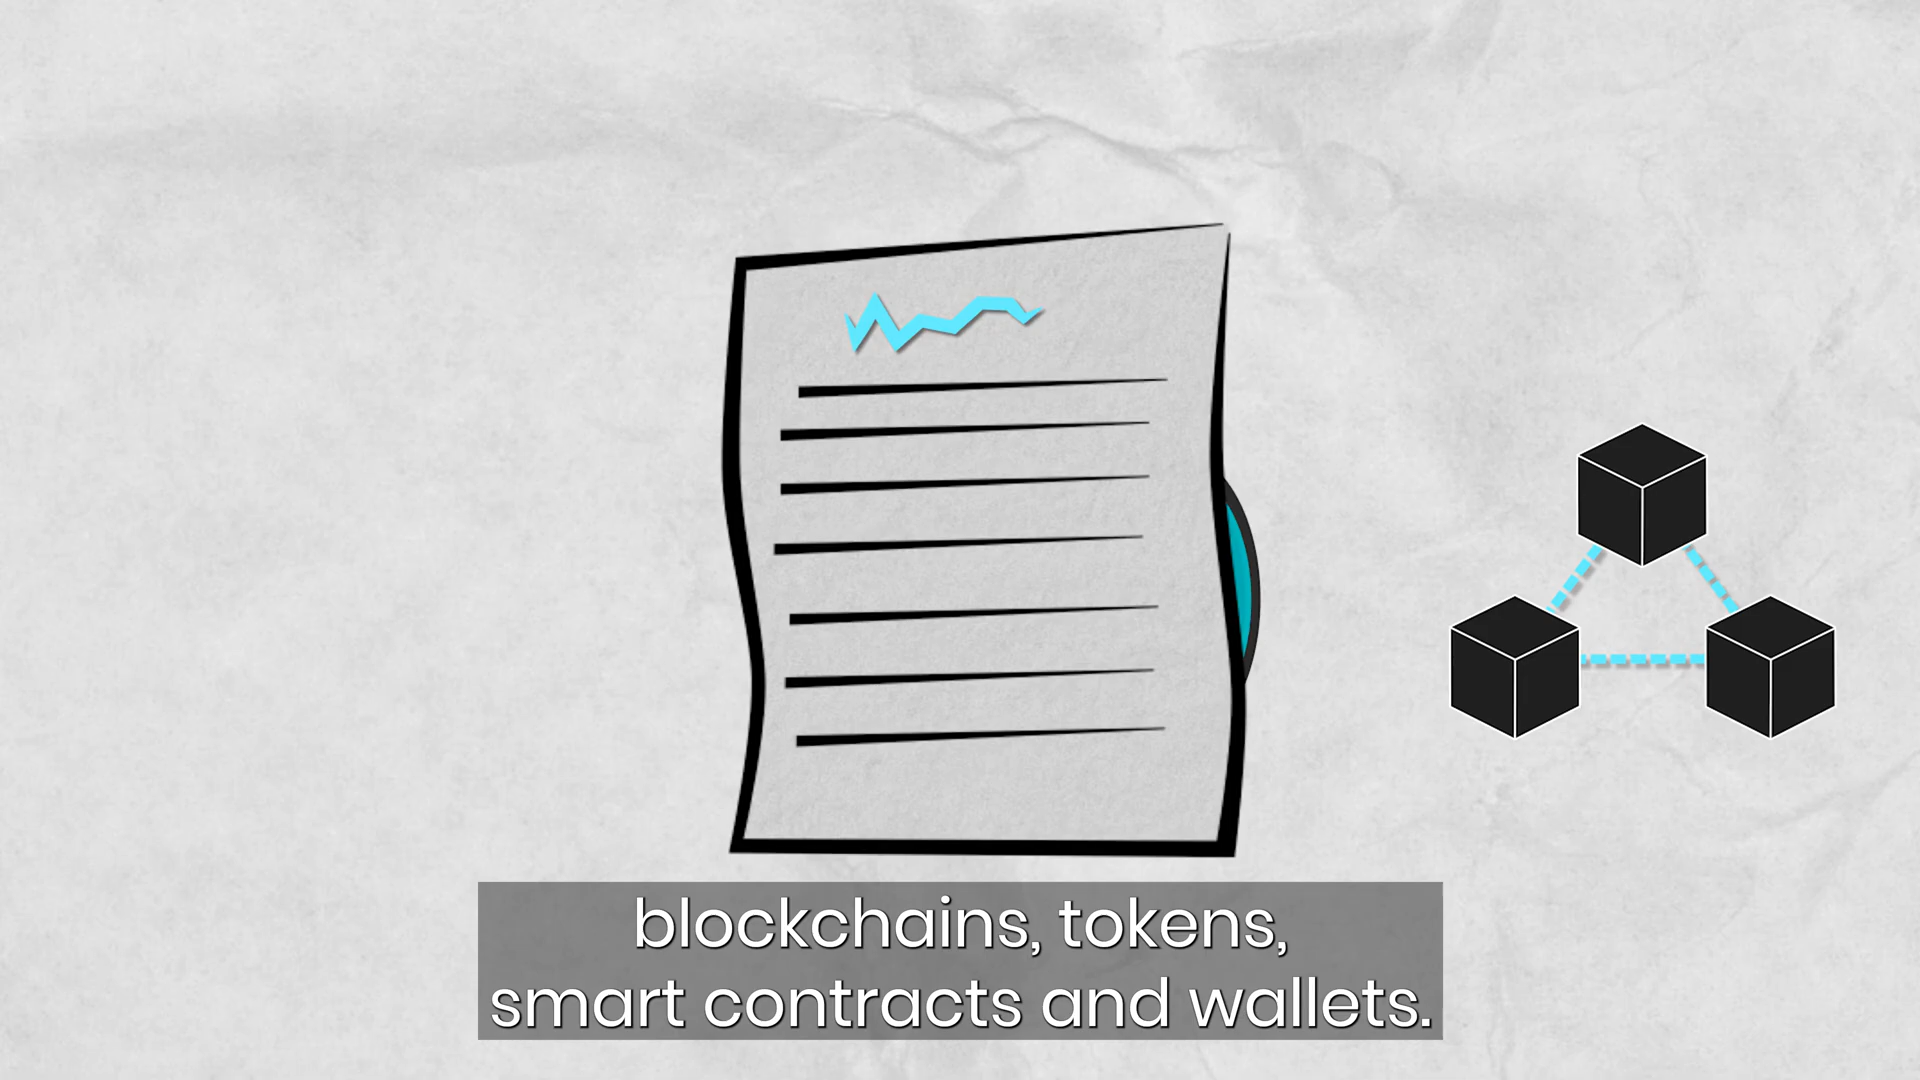 blockchains, tokens,
smart contracts and wallets.